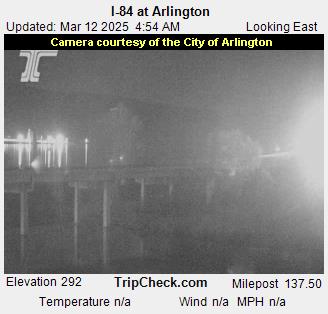 I-84 at Arlington
Updated: Mar 12 2025 4:54 AM Looking East
Camera courtesy of the City of Arlington
Elevation 292 TripCheck.com Milepost 137.50
Temperature n/a Wind n/a MPH n/a